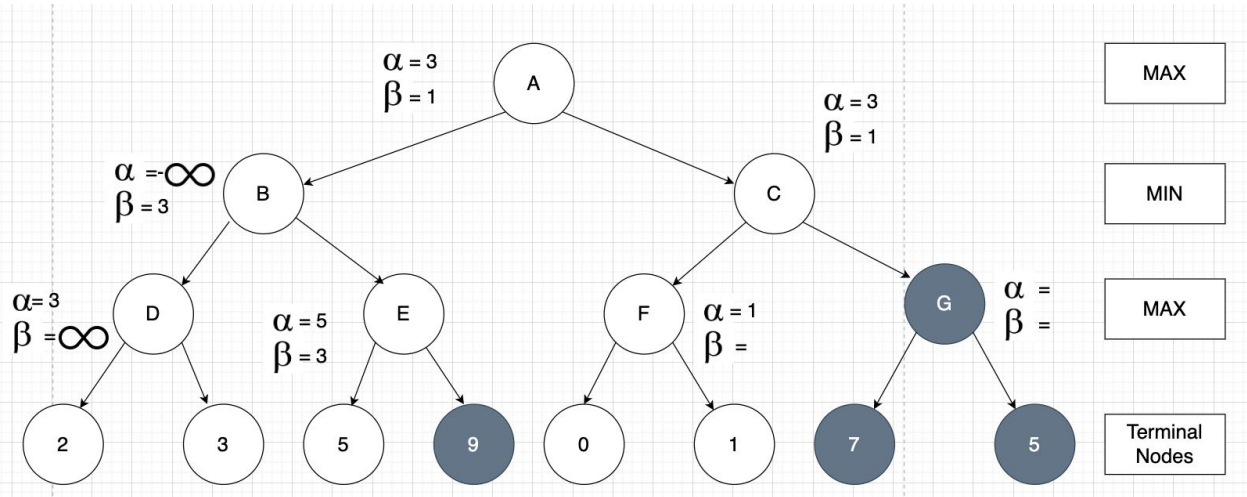 A
α = 3
β = 1
MAX
B
α =-∞
β = 3
C
α = 3
β = 1
MIN
D
α= 3
β =∞
E
α = 5
β = 3
F
α = 1
β =
G
α =
β =
MAX
2
3
5
9
0
1
7
5
Terminal
Nodes